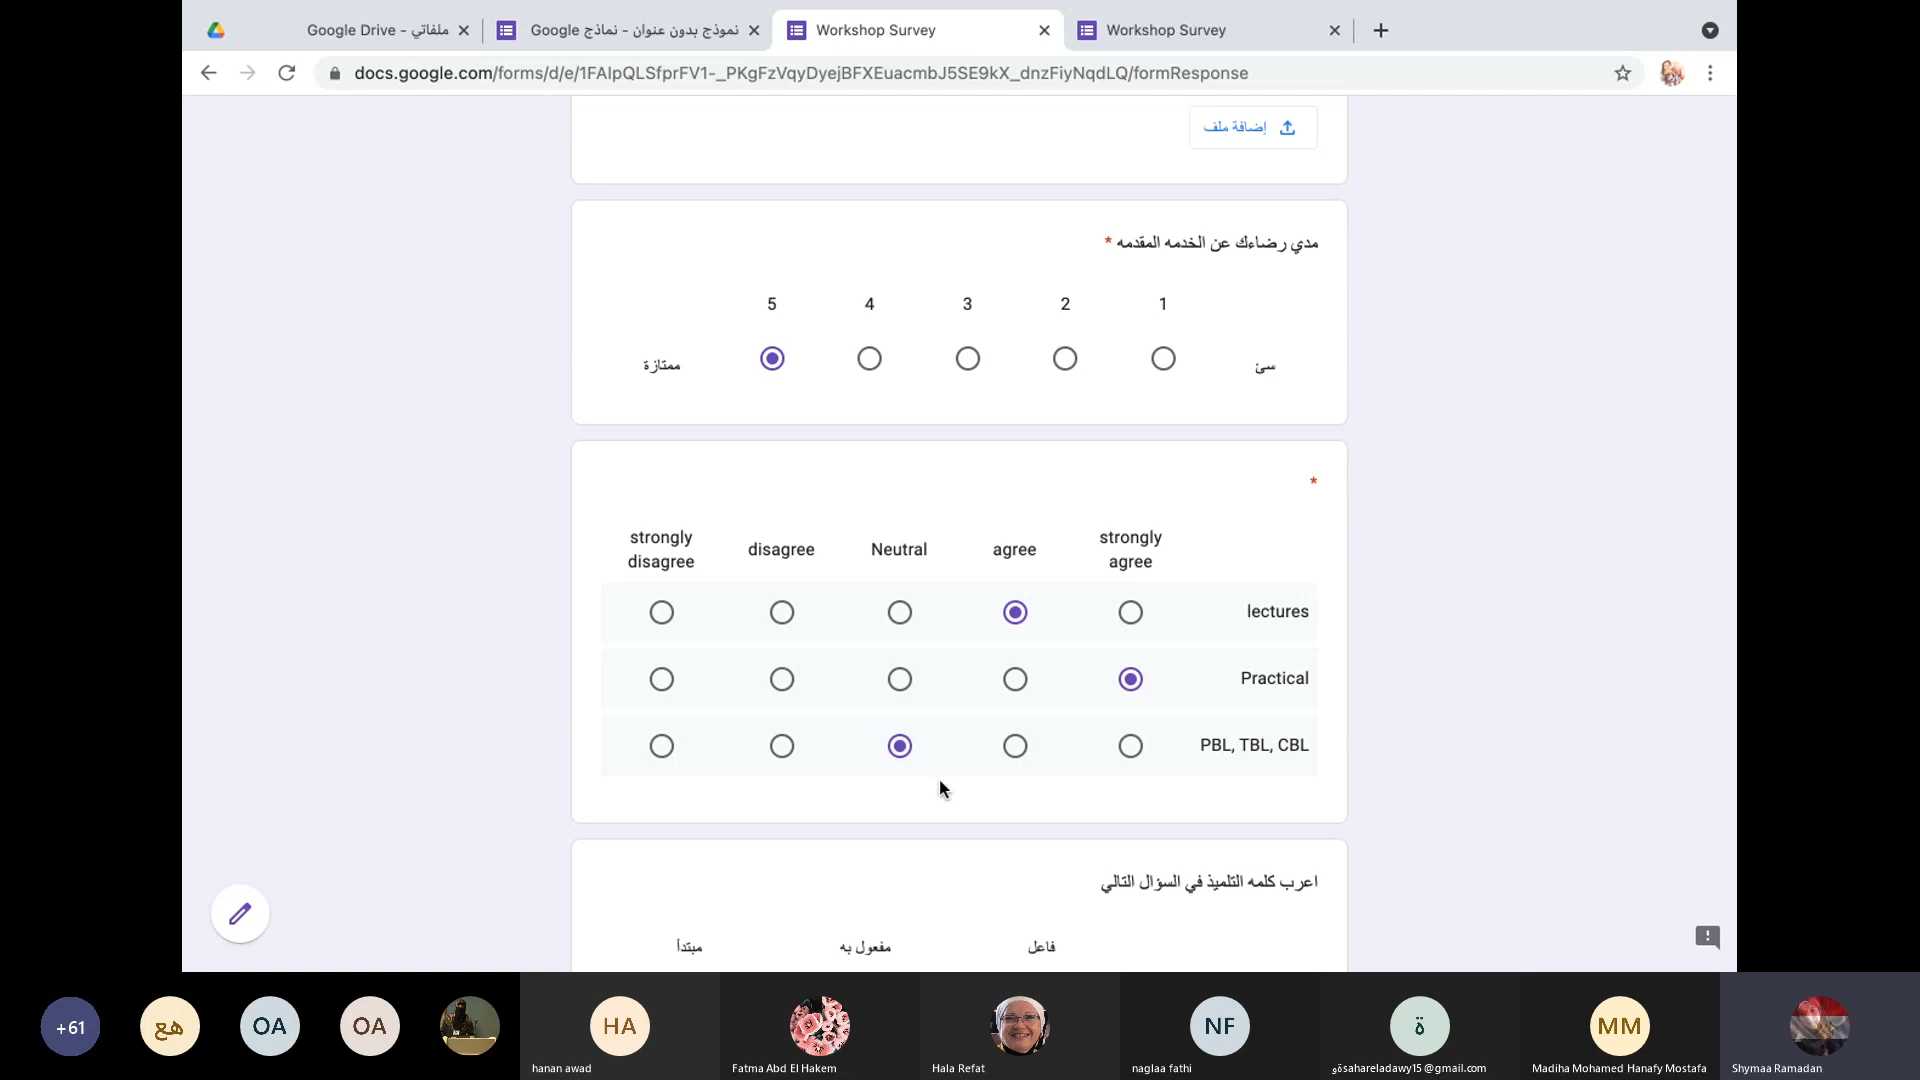 Google Drive - ملفاتي
نموذج بدون عنوان - نماذج Google
Workshop Survey
Workshop Survey
docs.google.com/forms/d/e/1FAIpQLSfprFV1-_PKgFzVqyDyejBFXEuacmbJ5SE9kX_dnzFiyNqdLQ/formResponse
إضافة ملف
مدي رضاءك عن الخدمه المقدمه *
5 4 3 2 1
ممتازة
سئ
*
strongly disagree
disagree
Neutral
agree
strongly agree
lectures
Practical
PBL, TBL, CBL
اعرب كلمه التلميذ في السؤال التالي
فاعل
مفعول به
مبتدأ
+61
هع
OA
OA
HA
NF
ة
MM
hanan awad
Fatma Abd El Hakem
Hala Refat
naglaa fathi
sahareladawy15@gmail.com
Madiha Mohamed Hanafy Mostafa
Shymaa Ramadan